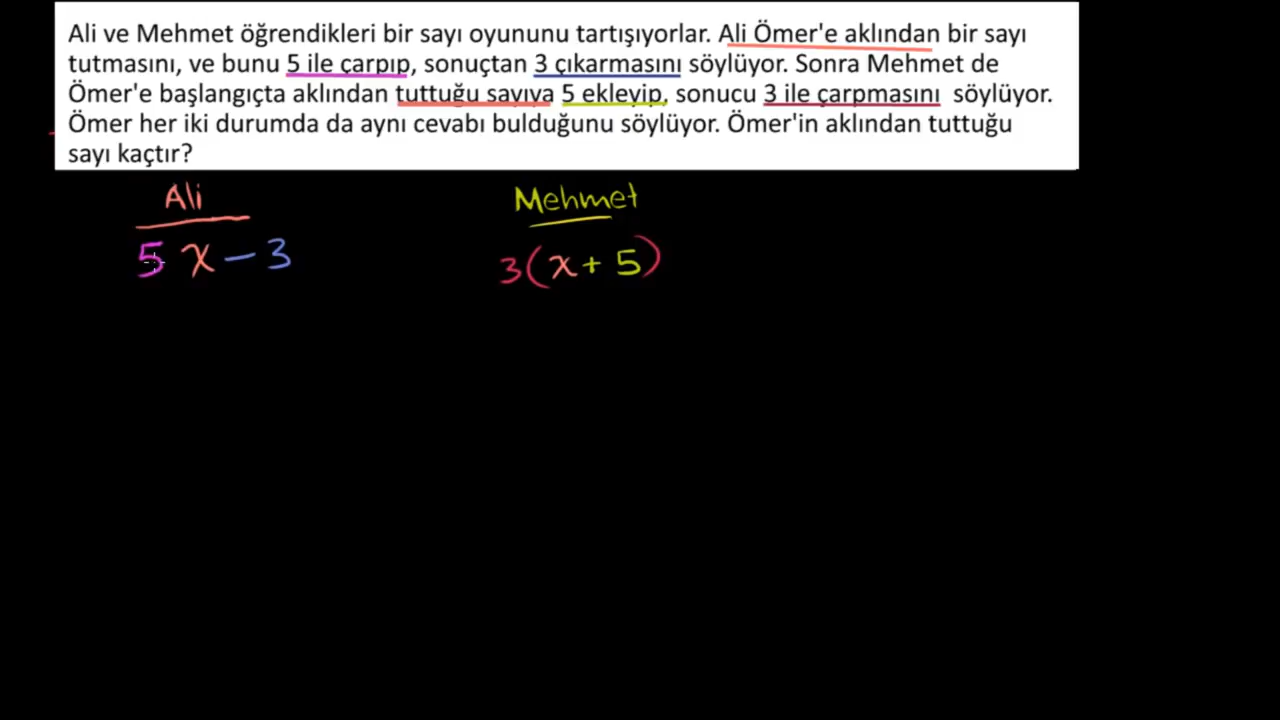 Ali ve Mehmet öğrendikleri bir sayı oyununu tartışıyorlar. Ali Ömer'e aklından bir sayı
tutmasını, ve bunu 5 ile çarpıp, sonuçtan 3 çıkarmasını söylüyor. Sonra Mehmet de
Ömer'e başlangıçta aklından tuttuğu sayıya 5 ekleyip, sonucu 3 ile çarpmasını söylüyor.
Ömer her iki durumda da aynı cevabı bulduğunu söylüyor. Ömer'in aklından tuttuğu
sayı kaçtır?
Ali Mehmet
5 x - 3 3(x + 5)